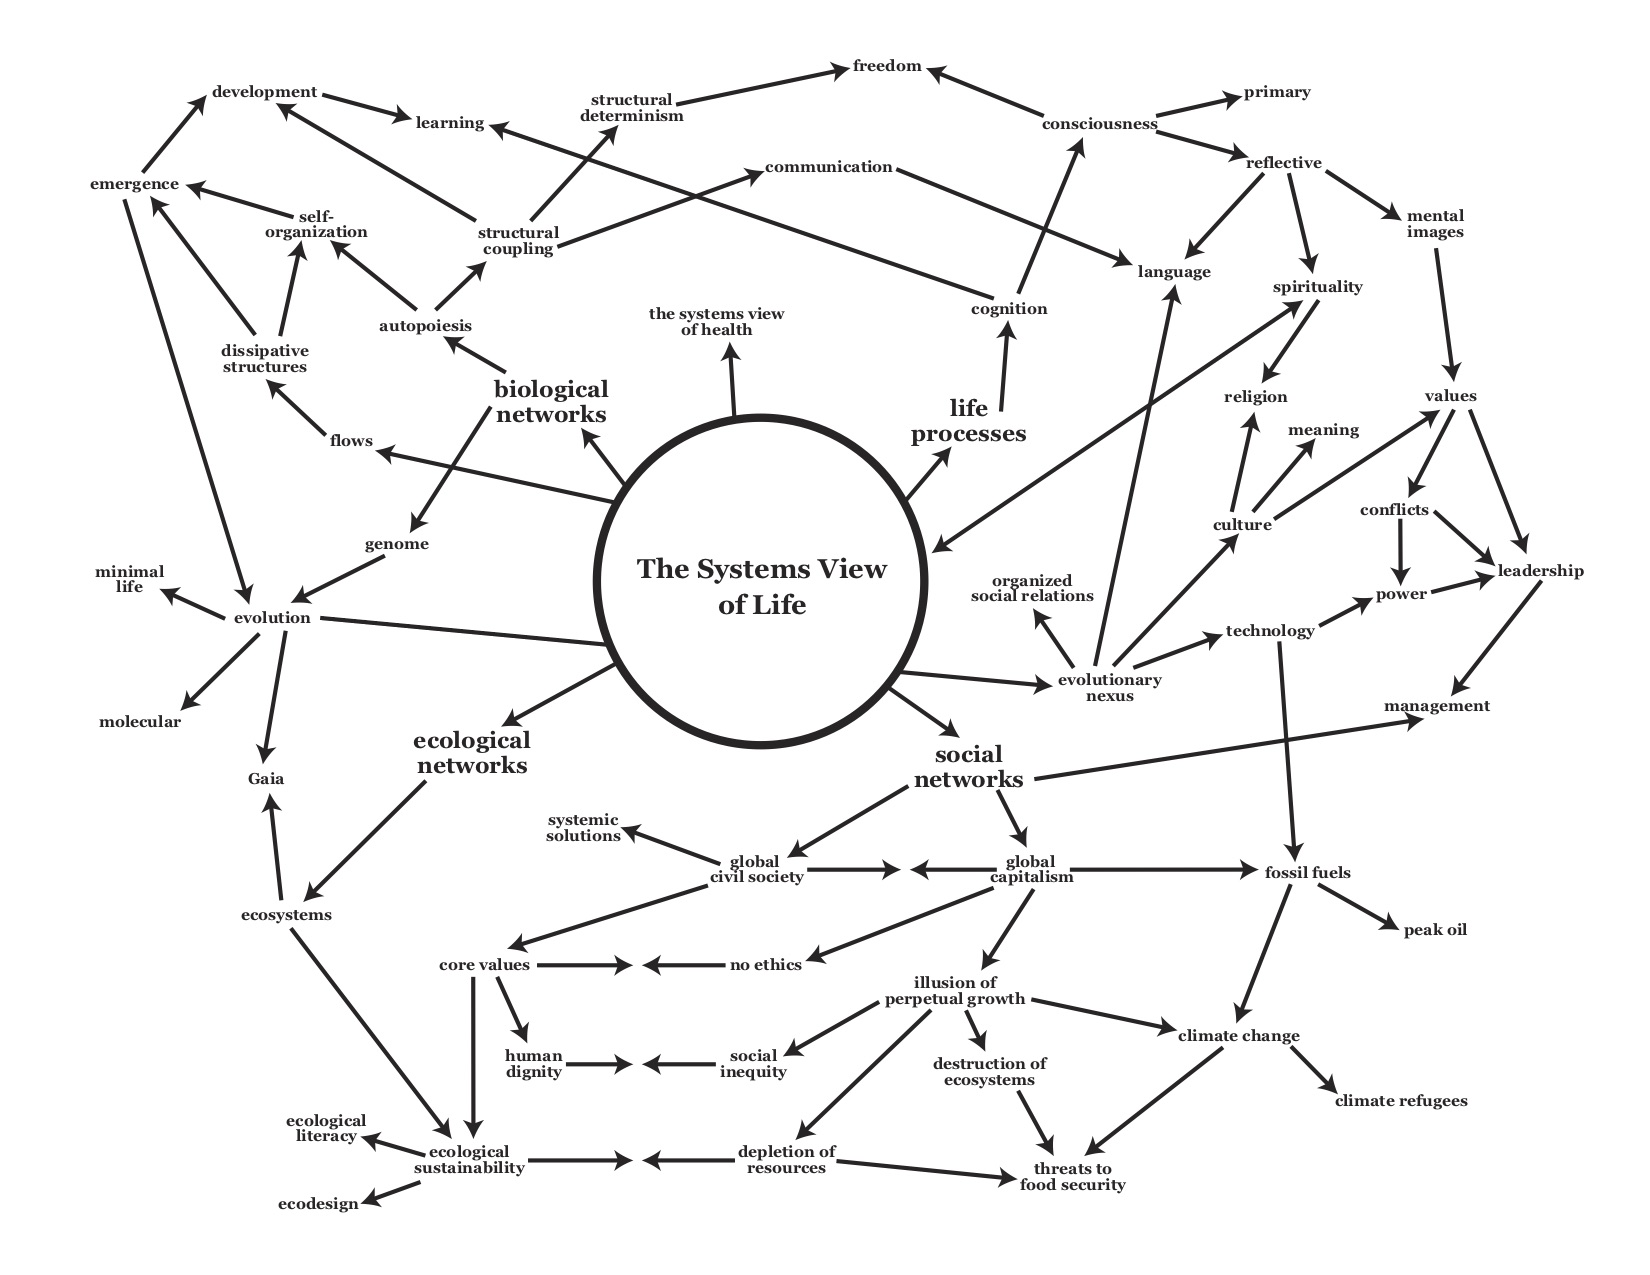 freedom
development
primary
structural
determinism
learning
consciousness
reflective
communication
emergence
self-
organization
mental
images
structural
coupling
language
spirituality
cognition
the systems view
of health
autopoiesis
dissipative
structures
biological
networks
life
processes
religion
values
meaning
flows
conflicts
culture
genome
minimal
life
The Systems View
of Life
organized
social relations
leadership
power
evolution
technology
evolutionary
nexus
management
molecular
ecological
networks
social
networks
Gaia
systemic
solutions
global
civil society
global
capitalism
fossil fuels
ecosystems
peak oil
core values
no ethics
illusion of
perpetual growth
climate change
human
dignity
social
inequity
destruction of
ecosystems
climate refugees
ecological
literacy
ecological
sustainability
depletion of
resources
threats to
food security
ecodesign